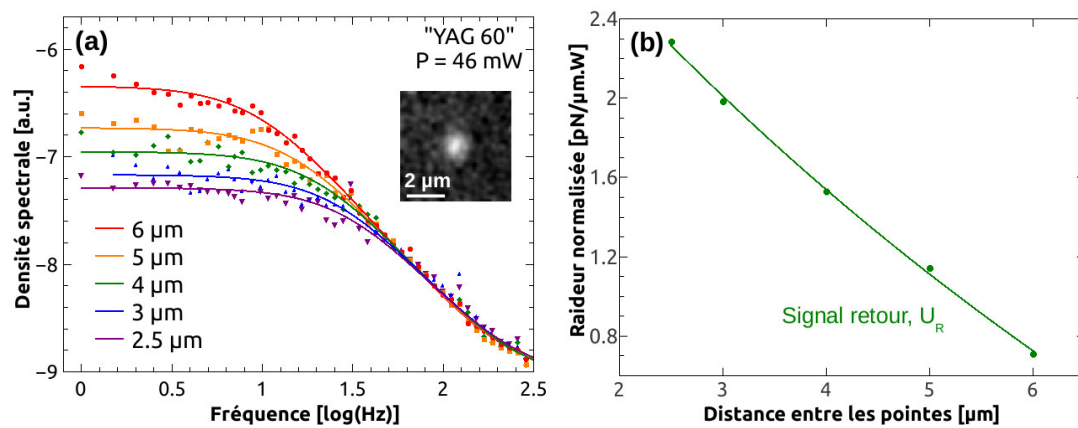 (a)
"YAG 60"
P = 46 mW
2 µm
6 µm
5 µm
4 µm
3 µm
2.5 µm
Densité spectrale [a.u.]
−6
−7
−8
−9
0
0.5
1
1.5
2
2.5
Fréquence [log(Hz)]
(b)
Signal retour, U_R
Raideur normalisée [pN/µm.W]
2.4
2
1.6
1.2
0.8
2
3
4
5
6
Distance entre les pointes [µm]